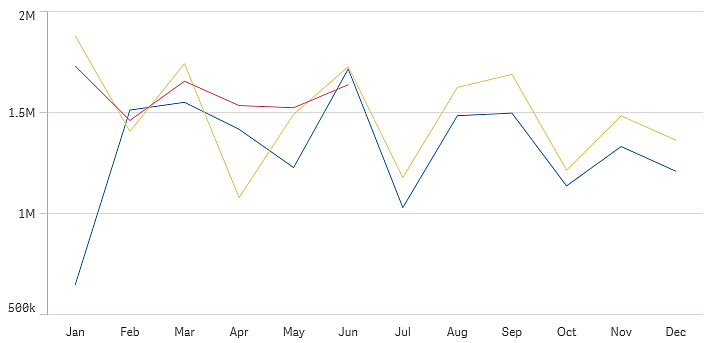 2M
1.5M
1M
500k
Jan Feb Mar Apr May Jun Jul Aug Sep Oct Nov Dec